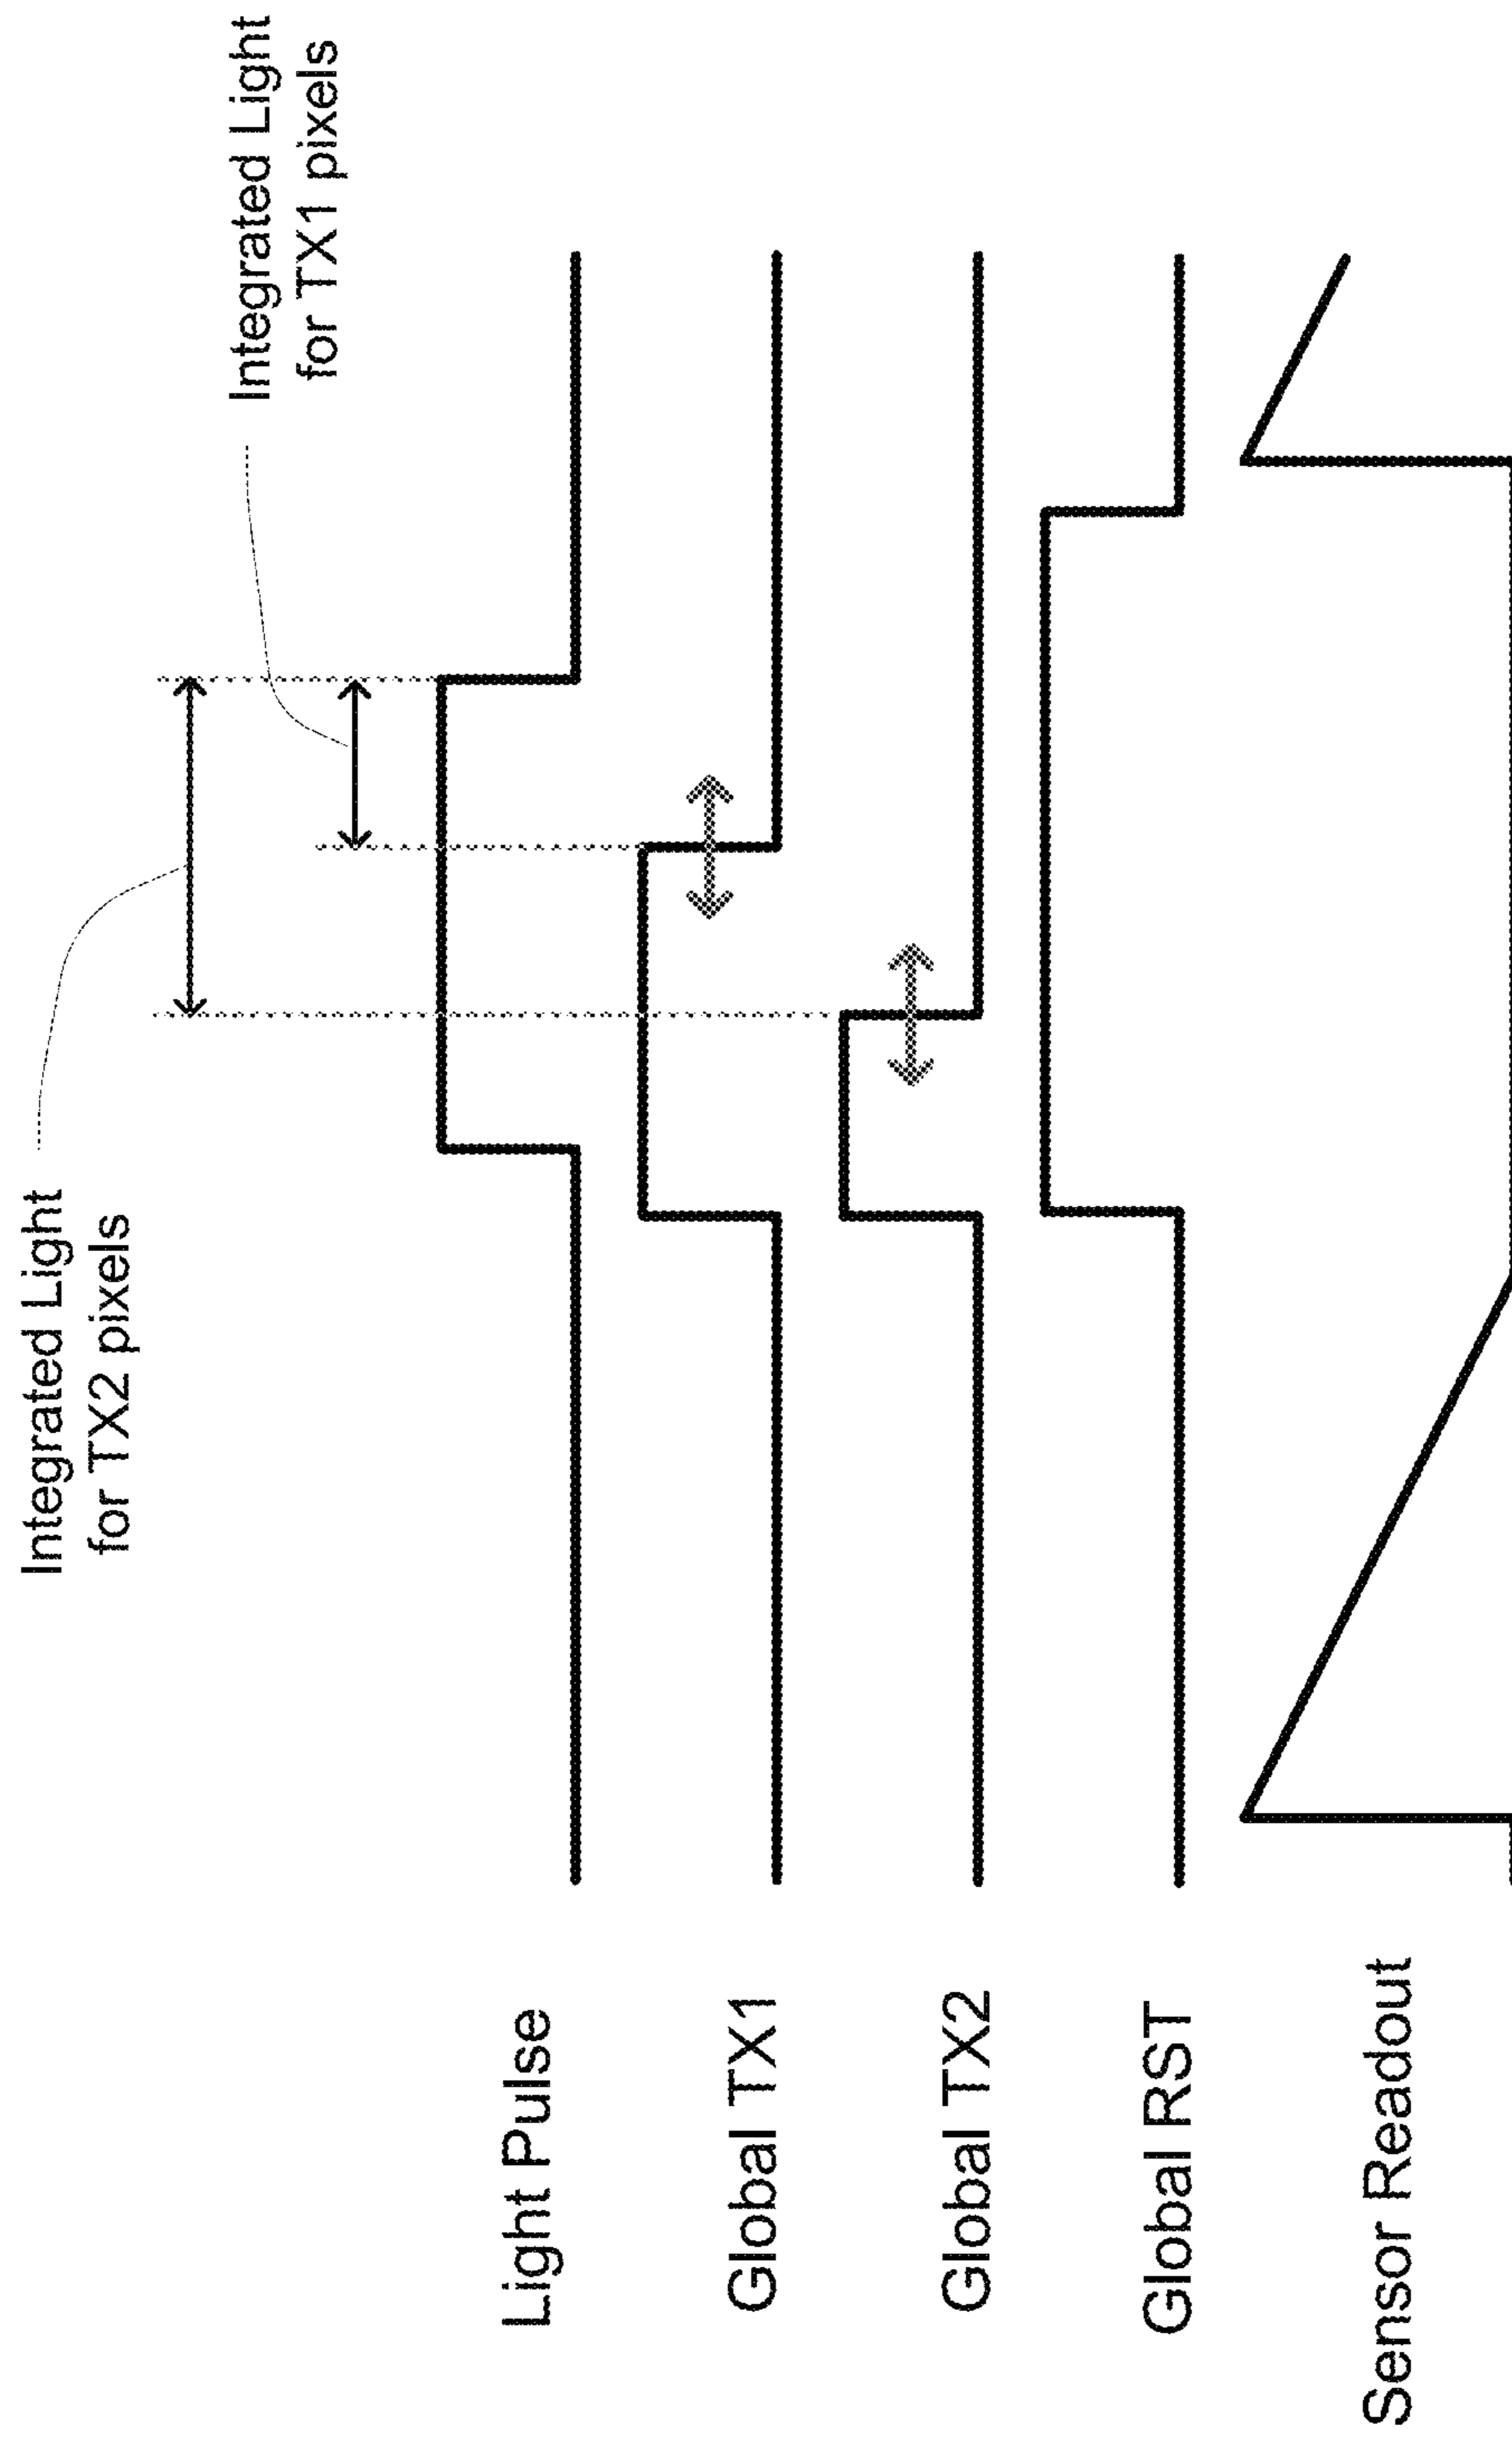 Integrated Light
for TX2 pixels
Integrated Light
for TX1 pixels
Light Pulse
Global TX1
Global TX2
Global RST
Sensor Readout